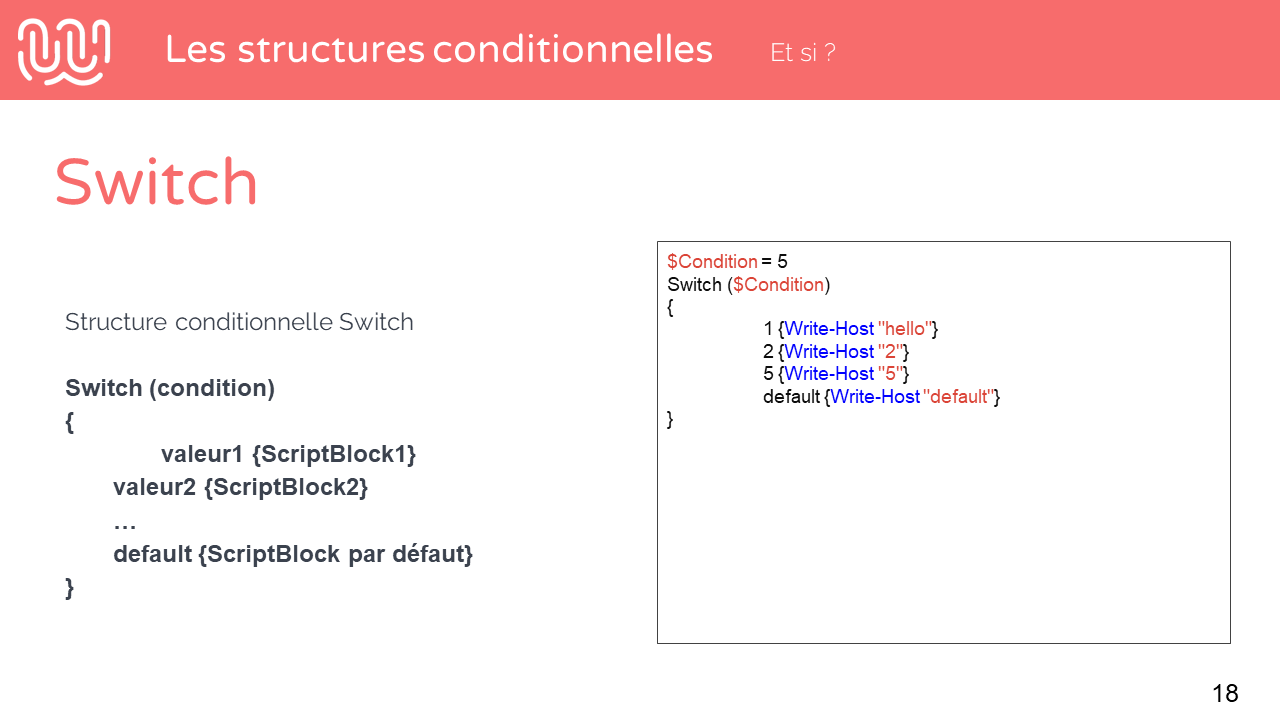 Les structures conditionnelles Et si ?
Switch
Structure conditionnelle Switch
Switch (condition)
{
valeur1 {ScriptBlock1}
valeur2 {ScriptBlock2}
…
default {ScriptBlock par défaut}
}
$Condition = 5
Switch ($Condition)
{
1 {Write-Host "hello"}
2 {Write-Host "2"}
5 {Write-Host "5"}
default {Write-Host "default"}
}
18